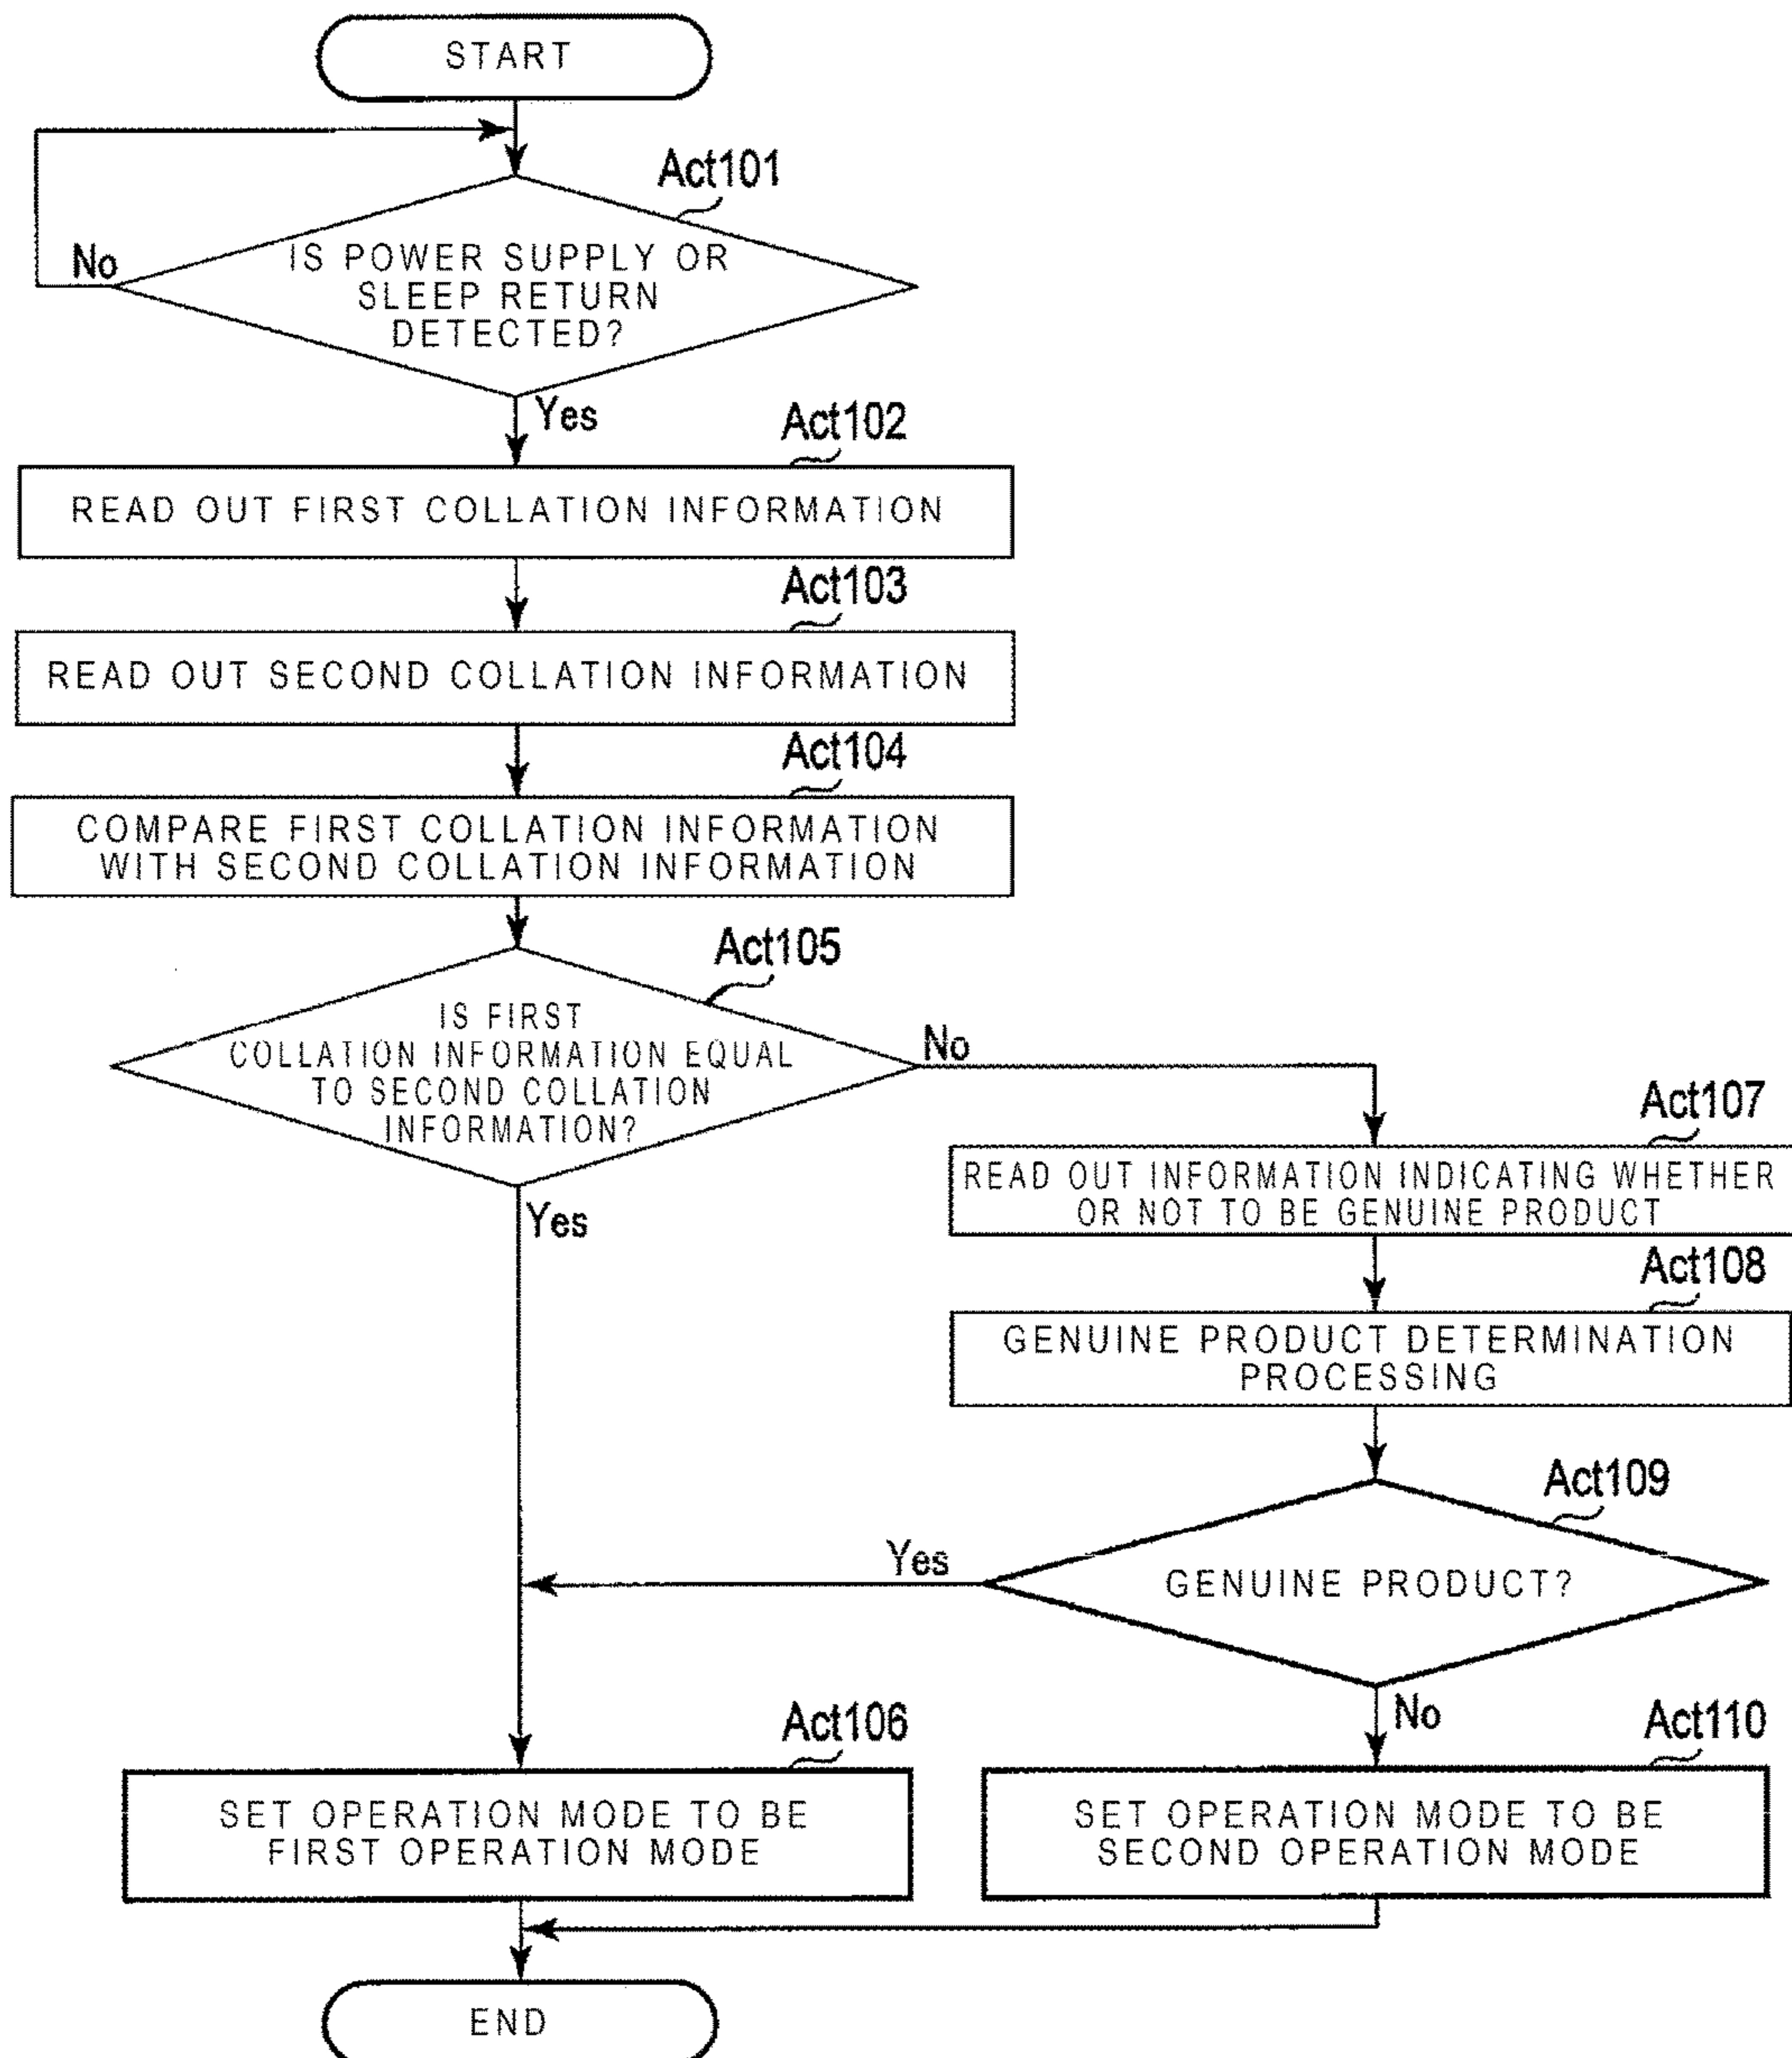 START
Act101
IS POWER SUPPLY OR
SLEEP RETURN
DETECTED?
No
Yes
Act102
READ OUT FIRST COLLATION INFORMATION
Act103
READ OUT SECOND COLLATION INFORMATION
Act104
COMPARE FIRST COLLATION INFORMATION
WITH SECOND COLLATION INFORMATION
Act105
IS FIRST
COLLATION INFORMATION EQUAL
TO SECOND COLLATION
INFORMATION?
No
Yes
Act107
READ OUT INFORMATION INDICATING WHETHER
OR NOT TO BE GENUINE PRODUCT
Act108
GENUINE PRODUCT DETERMINATION
PROCESSING
Act109
GENUINE PRODUCT?
Yes
No
Act106
SET OPERATION MODE TO BE
FIRST OPERATION MODE
Act110
SET OPERATION MODE TO BE
SECOND OPERATION MODE
END